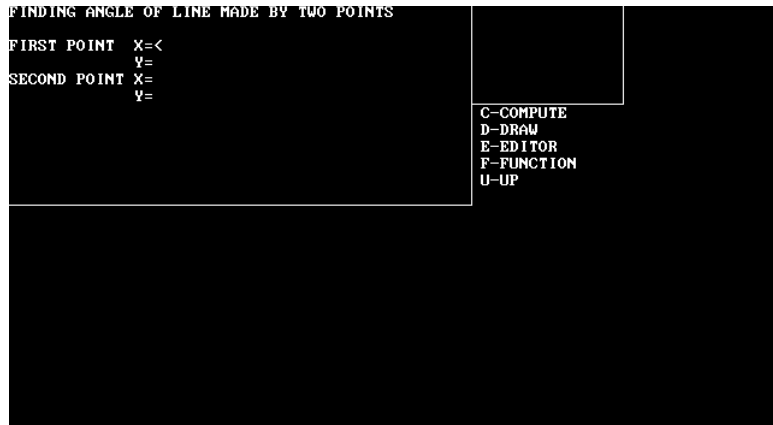 FINDING ANGLE OF LINE MADE BY TWO POINTS
FIRST POINT X=<
Y=
SECOND POINT X=
Y=
C-COMPUTE
D-DRAW
E-EDITOR
F-FUNCTION
U-UP